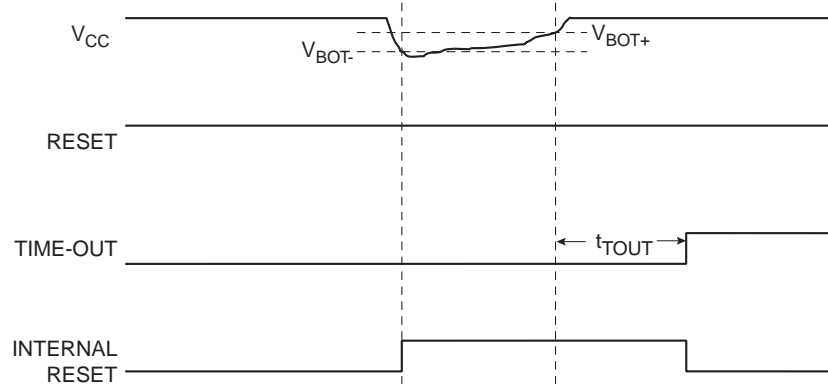 VCC
VBOT-
VBOT+
RESET
TIME-OUT
tTOUT
INTERNAL
RESET